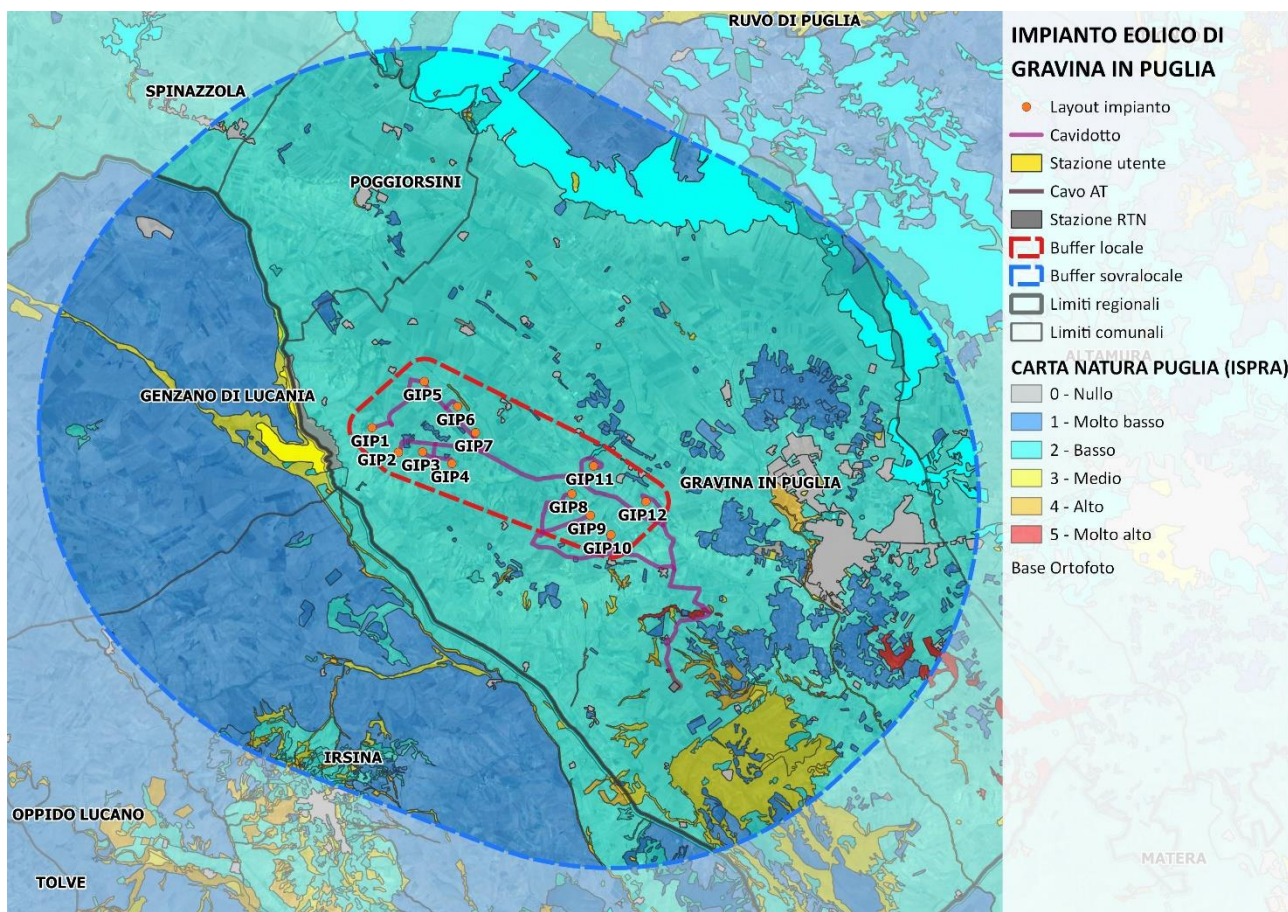 RUVO DI PUGLIA
SPINAZZOLA
POGGIORSINI
GENZANO DI LUCANIA
GIP5
GIP6
GIP1
GIP7
GIP2
GIP3
GIP4
GIP11
GRAVINA IN PUGLIA
GIP8
GIP12
GIP9
GIP10
IRSINA
OPPIDO LUCANO
TOLVE
IMPIANTO EOLICO DI
GRAVINA IN PUGLIA
Layout impianto
Cavidotto
Stazione utente
Cavo AT
Stazione RTN
Buffer locale
Buffer sovralocale
Limiti regionali
Limiti comunali
ALTAMURA
CARTA NATURA PUGLIA (ISPRA)
0 - Nullo
1 - Molto basso
2 - Basso
3 - Medio
4 - Alto
5 - Molto alto
Base Ortofoto
MATERA